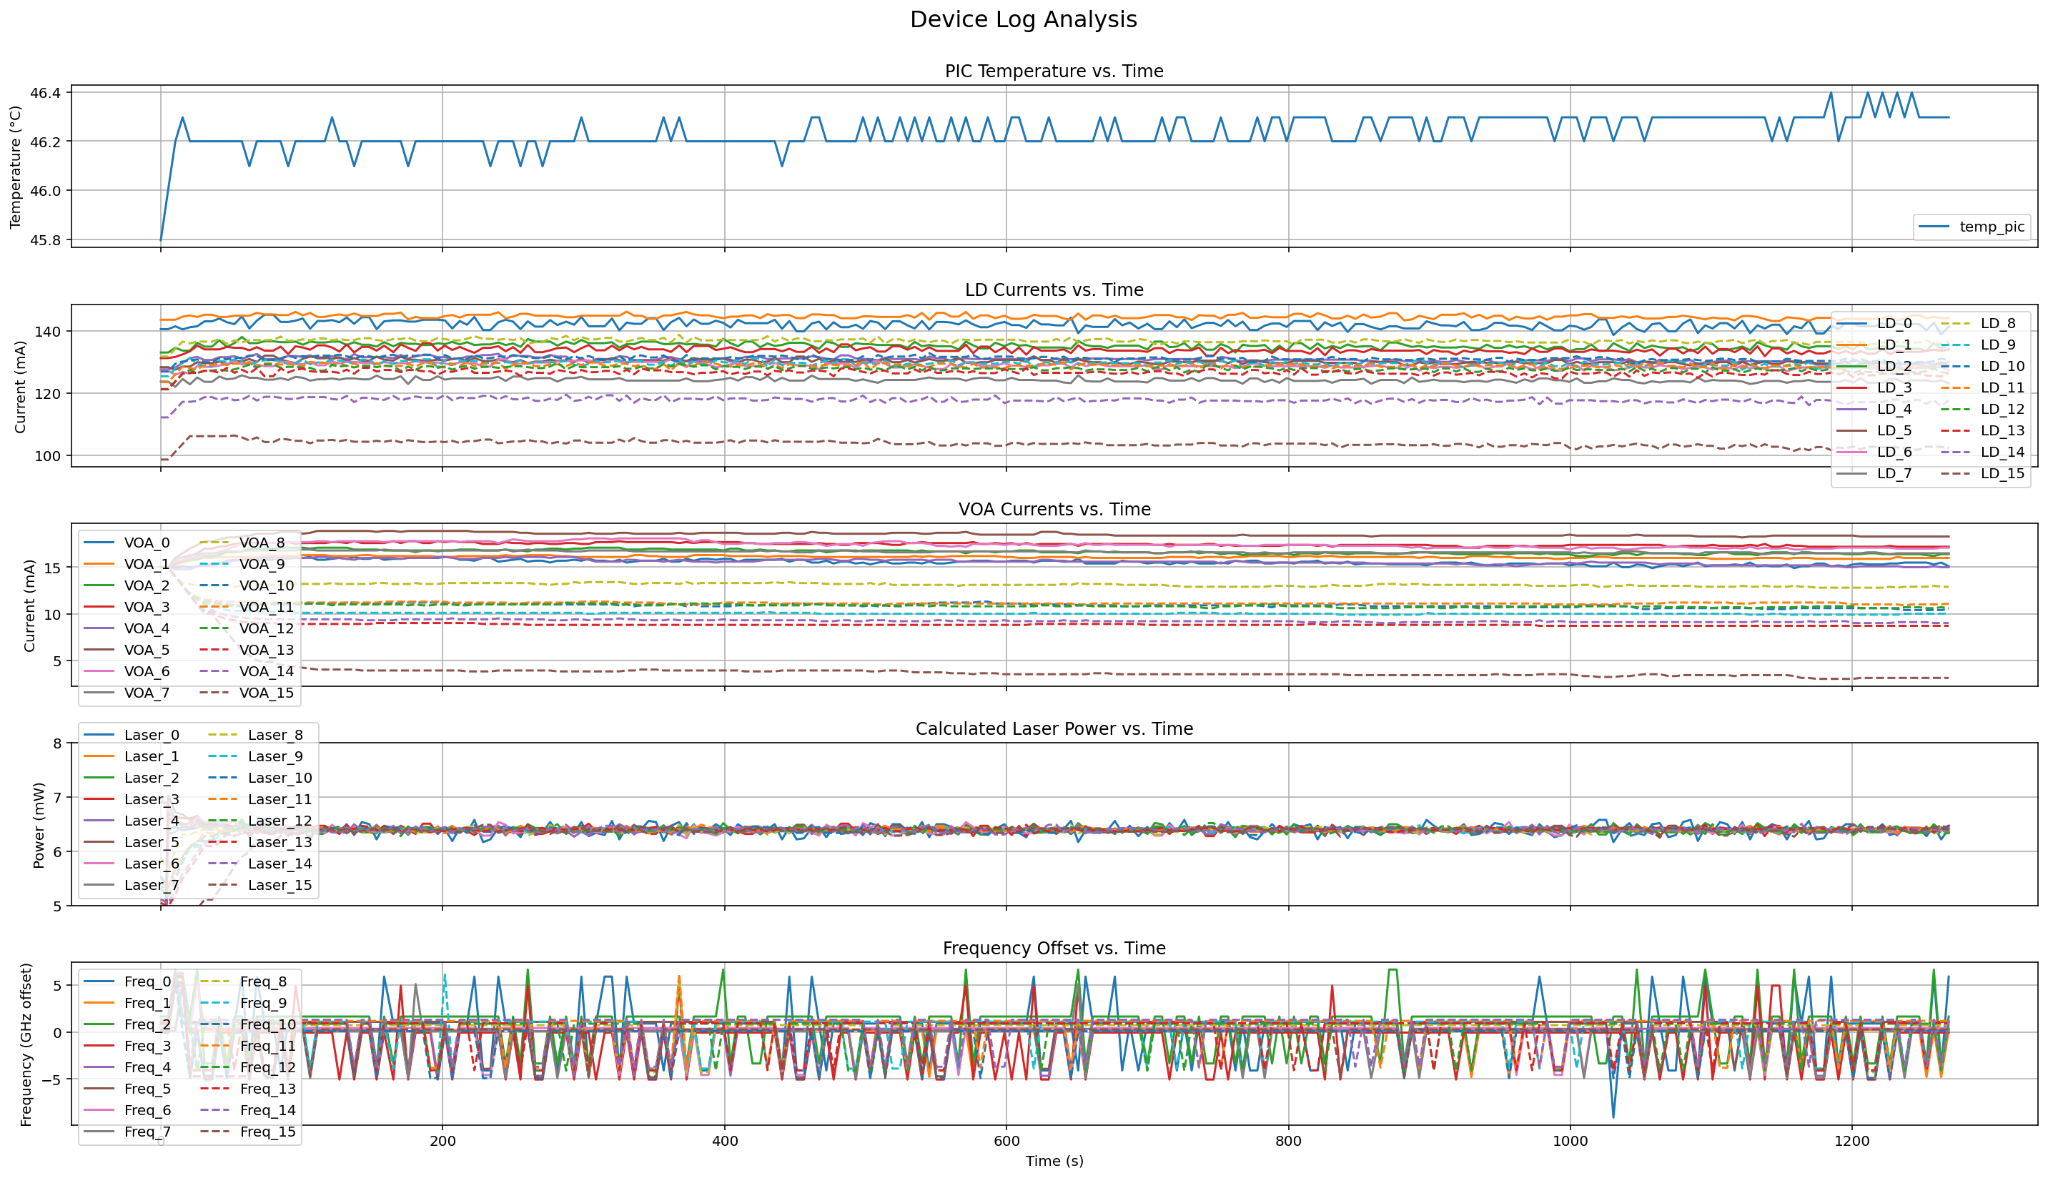 Device Log Analysis
PIC Temperature vs. Time
Temperature (°C)
46.4
46.2
46.0
45.8
temp_pic
LD Currents vs. Time
Current (mA)
140
120
100
LD_0 LD_8
LD_1 LD_9
LD_2 LD_10
LD_3 LD_11
LD_4 LD_12
LD_5 LD_13
LD_6 LD_14
LD_7 LD_15
VOA Currents vs. Time
Current (mA)
15
10
5
VOA_0 VOA_8
VOA_1 VOA_9
VOA_2 VOA_10
VOA_3 VOA_11
VOA_4 VOA_12
VOA_5 VOA_13
VOA_6 VOA_14
VOA_7 VOA_15
Calculated Laser Power vs. Time
Power (mW)
8
7
6
5
Laser_0 Laser_8
Laser_1 Laser_9
Laser_2 Laser_10
Laser_3 Laser_11
Laser_4 Laser_12
Laser_5 Laser_13
Laser_6 Laser_14
Laser_7 Laser_15
Frequency Offset vs. Time
Frequency (GHz offset)
5
0
−5
Freq_0 Freq_8
Freq_1 Freq_9
Freq_2 Freq_10
Freq_3 Freq_11
Freq_4 Freq_12
Freq_5 Freq_13
Freq_6 Freq_14
Freq_7 Freq_15
0 200 400 600 800 1000 1200
Time (s)